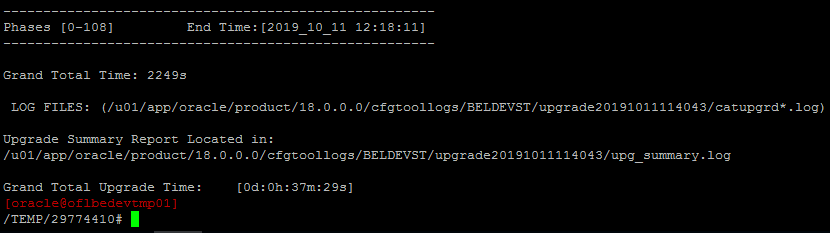 ------------------------------------------------------
Phases [0-108]         End Time:[2019_10_11 12:18:11]
------------------------------------------------------
Grand Total Time: 2249s
LOG FILES: (/u01/app/oracle/product/18.0.0.0/cfgtoollogs/BELDEVST/upgrade20191011114043/catupgrd*.log)
Upgrade Summary Report Located in:
/u01/app/oracle/product/18.0.0.0/cfgtoollogs/BELDEVST/upgrade20191011114043/upg_summary.log
Grand Total Upgrade Time:    [0d:0h:37m:29s]
[oracle@oflbedevtmp01]
/TEMP/29774410#